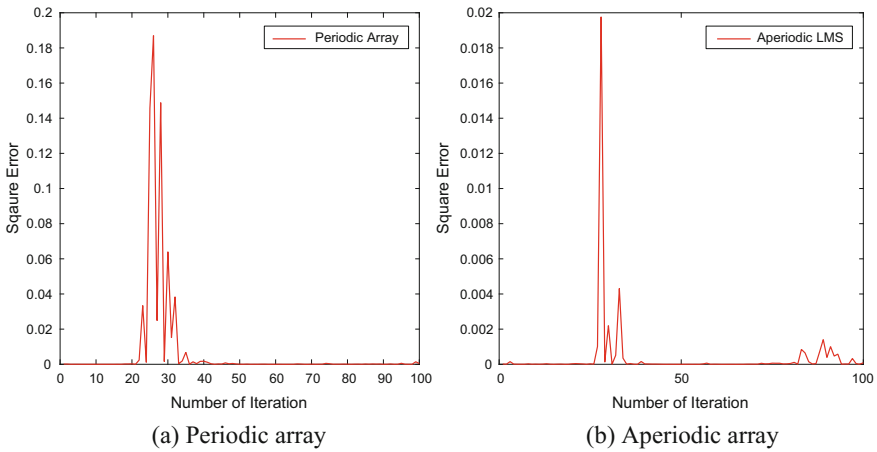 0.2
0.18
0.16
0.14
0.12
0.1
0.08
0.06
0.04
0.02
0
Sqaure Error
Periodic Array
0 10 20 30 40 50 60 70 80 90 100
Number of Iteration
(a) Periodic array
0.02
0.018
0.016
0.014
0.012
0.01
0.008
0.006
0.004
0.002
0
Square Error
Aperiodic LMS
0 50 100
Number of Iteration
(b) Aperiodic array